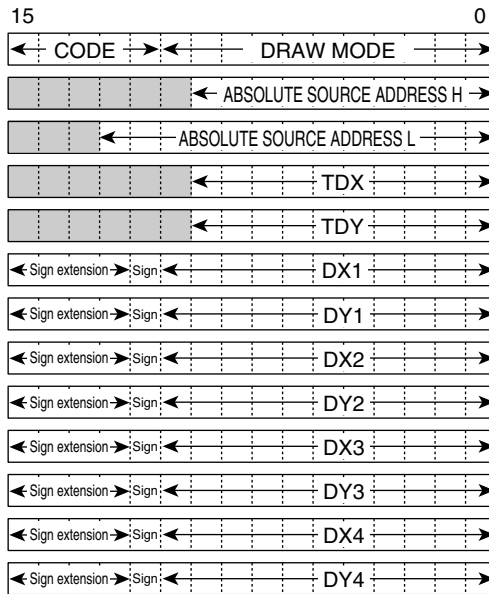 15 0
CODE DRAW MODE
ABSOLUTE SOURCE ADDRESS H
ABSOLUTE SOURCE ADDRESS L
TDX
TDY
Sign extension Sign DX1
Sign extension Sign DY1
Sign extension Sign DX2
Sign extension Sign DY2
Sign extension Sign DX3
Sign extension Sign DY3
Sign extension Sign DX4
Sign extension Sign DY4